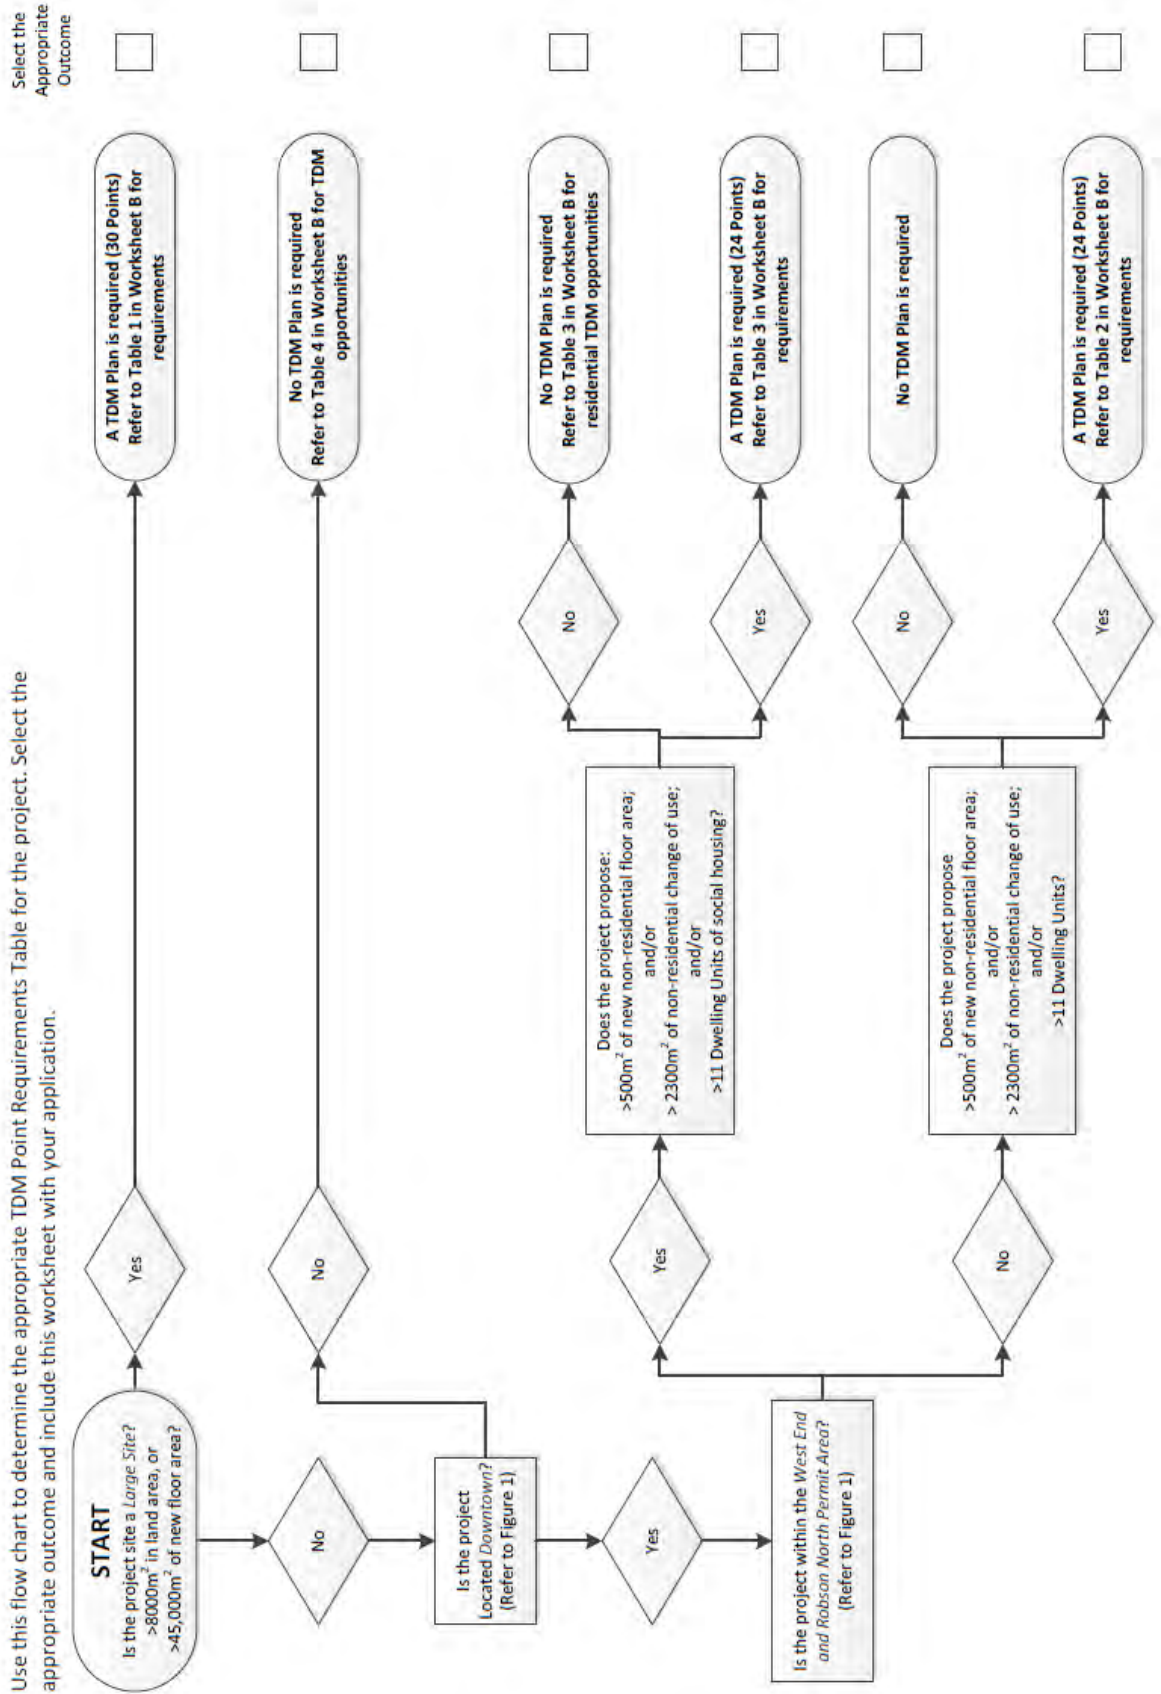 Use this flow chart to determine the appropriate TDM Point Requirements Table for the project. Select the
appropriate outcome and include this worksheet with your application.
Select the
Appropriate
Outcome
START
Is the project site a Large Site?
>8000m² in land area, or
>45,000m² of new floor area?
Yes
A TDM Plan is required (30 Points)
Refer to Table 1 in Worksheet B for
requirements
No
Is the project
Located Downtown?
(Refer to Figure 1)
No
No TDM Plan is required
Refer to Table 4 in Worksheet B for TDM
opportunities
Yes
Is the project within the West End
and Robson North Permit Area?
(Refer to Figure 1)
Yes
Does the project propose:
>500m² of new non-residential floor area;
and/or
> 2300m² of non-residential change of use;
and/or
>11 Dwelling Units of social housing?
No
No TDM Plan is required
Refer to Table 3 in Worksheet B for
residential TDM opportunities
Yes
A TDM Plan is required (24 Points)
Refer to Table 3 in Worksheet B for
requirements
No
Does the project propose
>500m² of new non-residential floor area;
and/or
> 2300m² of non-residential change of use;
and/or
>11 Dwelling Units?
No
No TDM Plan is required
Yes
A TDM Plan is required (24 Points)
Refer to Table 2 in Worksheet B for
requirements